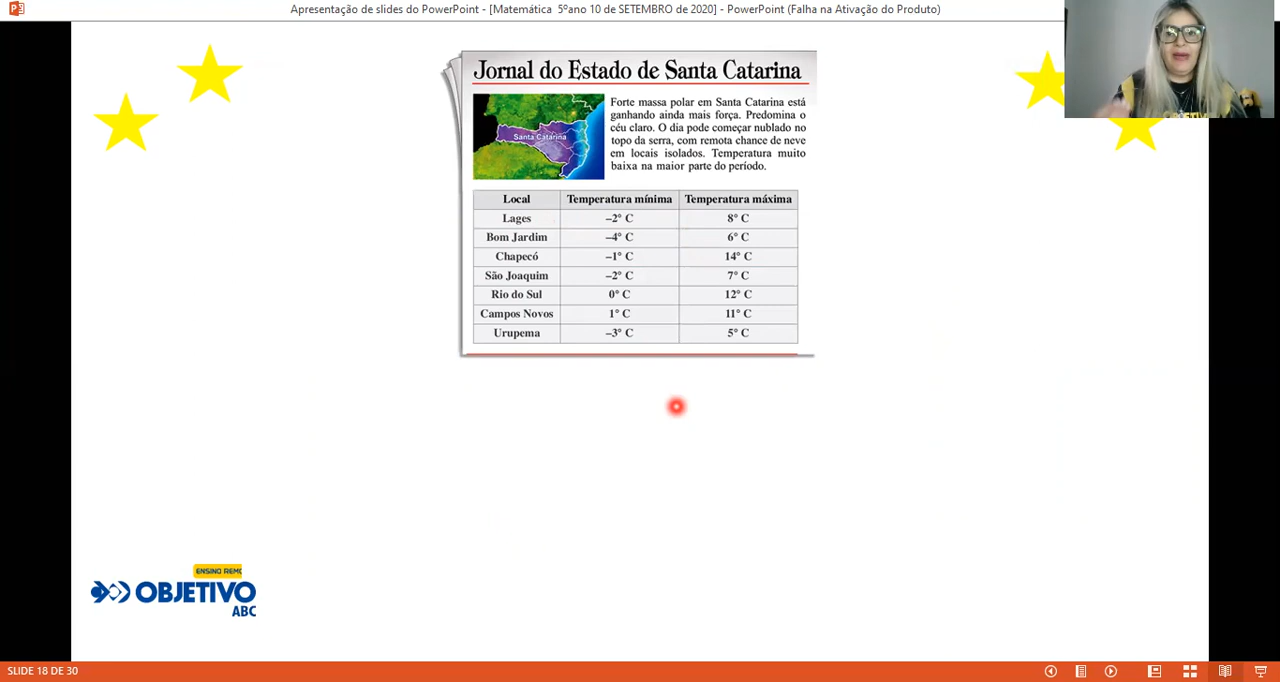 Apresentação de slides do PowerPoint - [Matemática 5ºano 10 de SETEMBRO de 2020] - PowerPoint (Falha na Ativação do Produto)
Jornal do Estado de Santa Catarina
Santa Catarina
Forte massa polar em Santa Catarina está
ganhando ainda mais força. Predomina o
céu claro. O dia pode começar nublado no
topo da serra, com remota chance de neve
em locais isolados. Temperatura muito
baixa na maior parte do período.
Local Temperatura mínima Temperatura máxima
Lages –2° C 8° C
Bom Jardim –4° C 6° C
Chapecó –1° C 14° C
São Joaquim –2° C 7° C
Rio do Sul 0° C 12° C
Campos Novos 1° C 11° C
Urupema –3° C 5° C
ENSINO REMO
OBJETIVO
ABC
SLIDE 18 DE 30